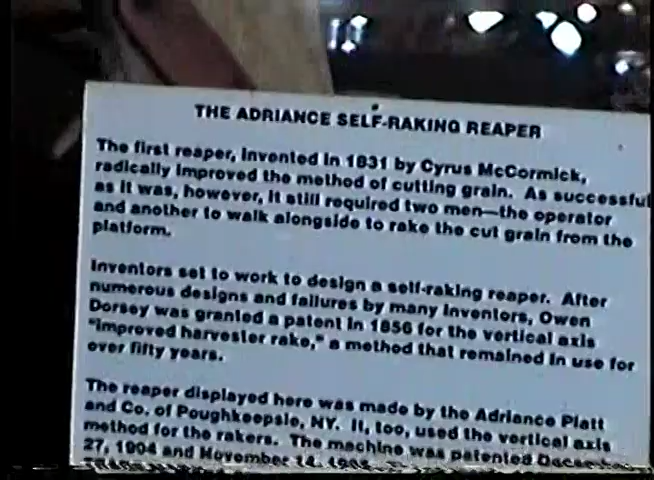 THE ADRIANCE SELF-RAKING REAPER
The first reaper, invented in 1831 by Cyrus McCormick,
radically improved the method of cutting grain. As successful
as it was, however, it still required two men—the operator
and another to walk alongside to rake the cut grain from the
platform.
Inventors set to work to design a self-raking reaper. After
numerous designs and failures by many inventors, Owen
Dorsey was granted a patent in 1856 for the vertical axis
"improved harvester rake," a method that remained in use for
over fifty years.
The reaper displayed here was made by the Adriance Platt
and Co. of Poughkeepsie, NY. It, too, used the vertical axis
method for the rakers. The machine was patented
27, 1904 and November 14,